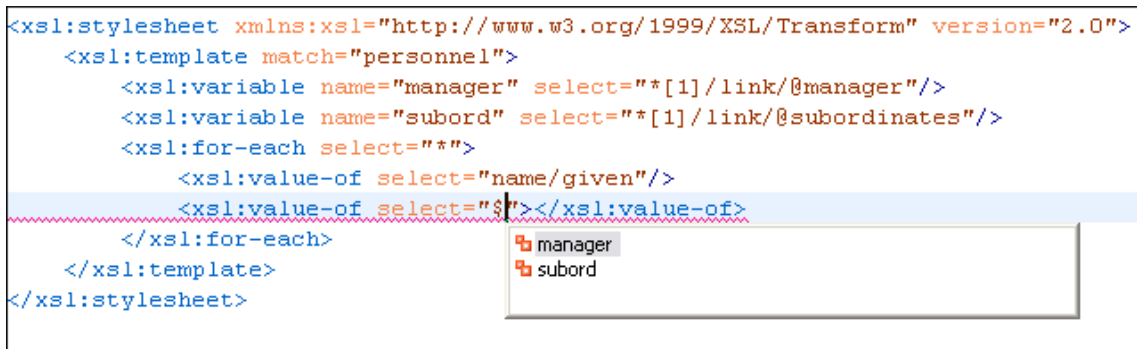 <xsl:stylesheet xmlns:xsl="http://www.w3.org/1999/XSL/Transform" version="2.0">
    <xsl:template match="personnel">
        <xsl:variable name="manager" select="*[1]/link/@manager"/>
        <xsl:variable name="subord" select="*[1]/link/@subordinates"/>
        <xsl:for-each select="*">
            <xsl:value-of select="name/given"/>
            <xsl:value-of select="$"></xsl:value-of>
        </xsl:for-each>
manager
    </xsl:template>
subord
</xsl:stylesheet>